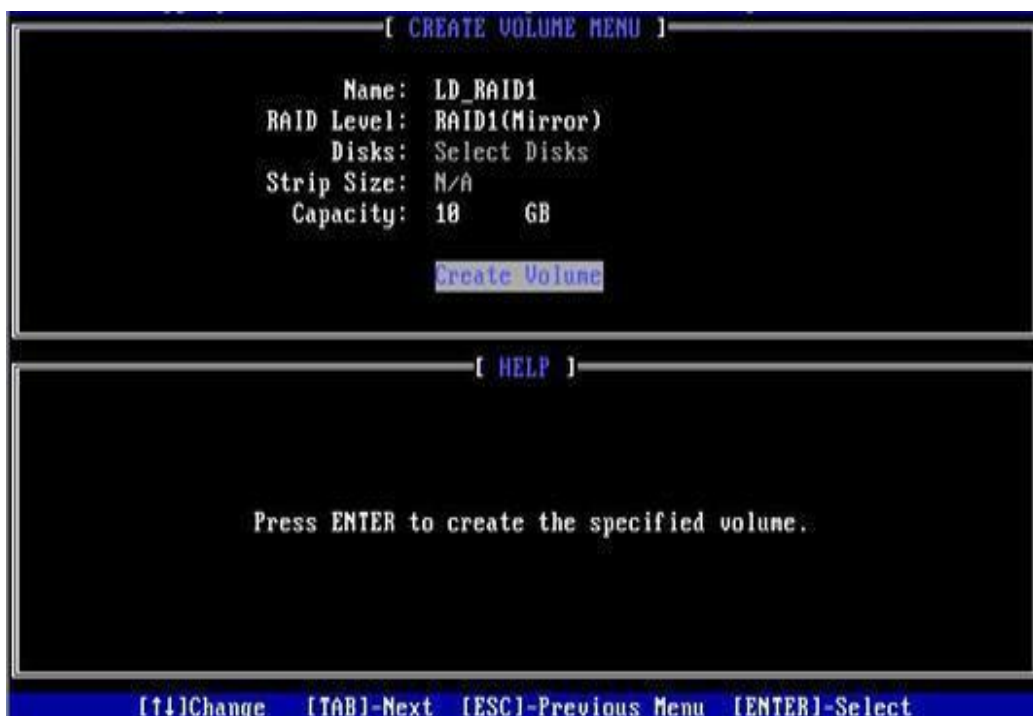 [ CREATE VOLUME MENU ]
Name: LD_RAID1
RAID Level: RAID1(Mirror)
Disks: Select Disks
Strip Size: N/A
Capacity: 10 GB
Create Volume
[ HELP ]
Press ENTER to create the specified volume.
[↑↓]Change [TAB]-Next [ESC]-Previous Menu [ENTER]-Select